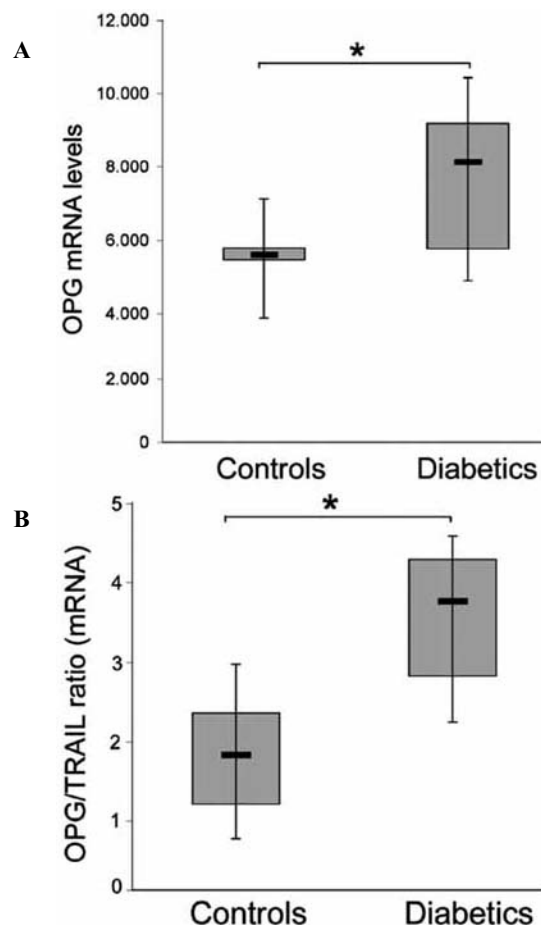 A
OPG mRNA levels
12.000
10.000
8.000
6.000
4.000
2.000
0
*
Controls Diabetics
B
OPG/TRAIL ratio (mRNA)
5
4
3
2
1
0
*
Controls Diabetics